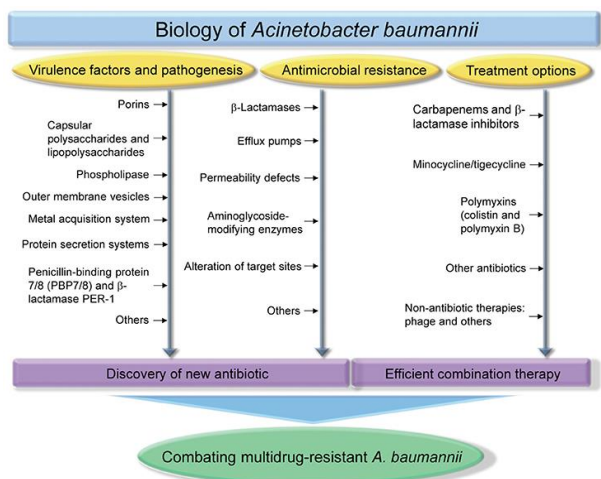 Biology of Acinetobacter baumannii
Virulence factors and pathogenesis
Porins
Capsular
polysaccharides and
lipopolysaccharides
Phospholipase
Outer membrane vesicles
Metal acquisition system
Protein secretion systems
Penicillin-binding protein
7/8 (PBP7/8) and β-
lactamase PER-1
Others
Antimicrobial resistance
β-Lactamases
Efflux pumps
Permeability defects
Aminoglycoside-
modifying enzymes
Alteration of target sites
Others
Treatment options
Carbapenems and β-
lactamase inhibitors
Minocycline/tigecycline
Polymyxins
(colistin and
polymyxin B)
Other antibiotics
Non-antibiotic therapies:
phage and others
Discovery of new antibiotic
Efficient combination therapy
Combating multidrug-resistant A. baumannii